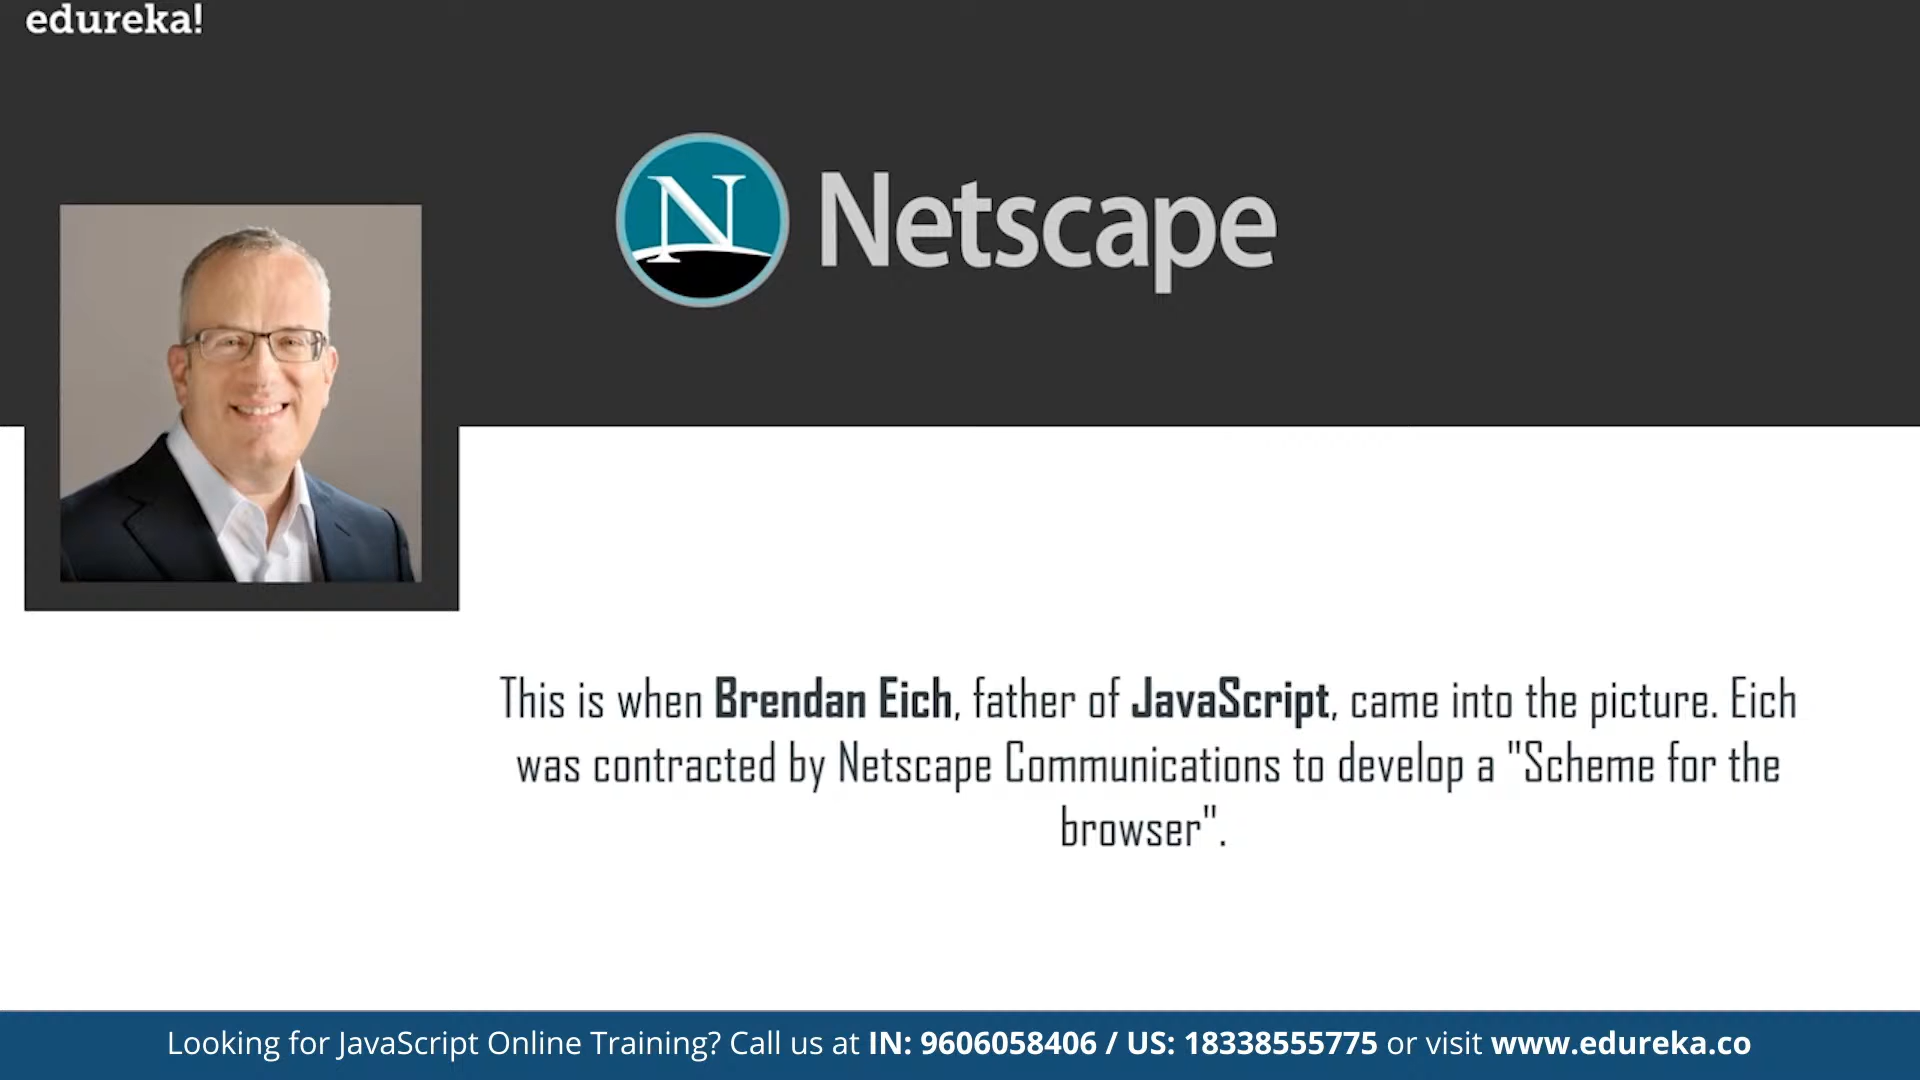 edureka!
N Netscape
This is when Brendan Eich, father of JavaScript, came into the picture. Eich
was contracted by Netscape Communications to develop a "Scheme for the
browser".
Looking for JavaScript Online Training? Call us at IN: 9606058406 / US: 18338555775 or visit www.edureka.co